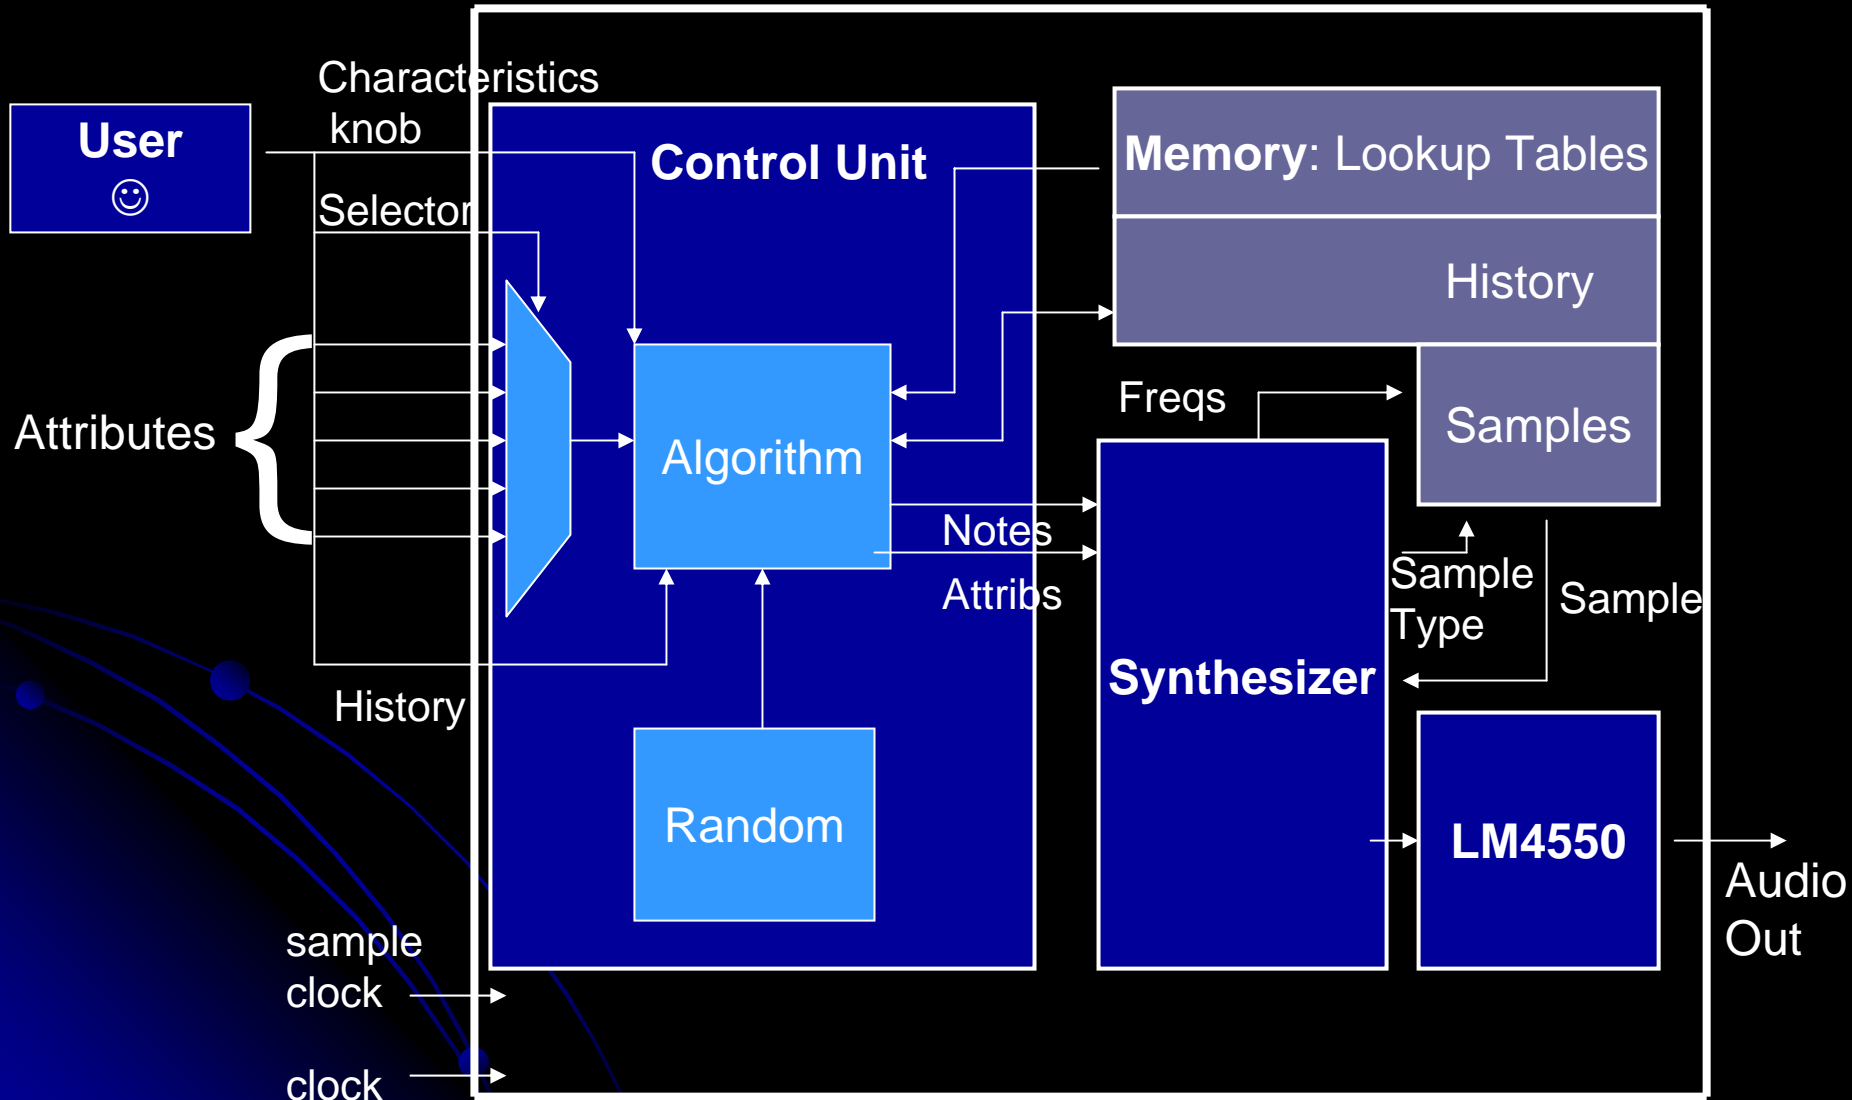 Characteristics
knob
User
☺
Control Unit
Memory: Lookup Tables
Selector
History
Freqs
Samples
Attributes
{
Algorithm
Notes
Attribs
Sample
Type
Sample
Synthesizer
History
Random
LM4550
Audio
Out
sample
clock
clock